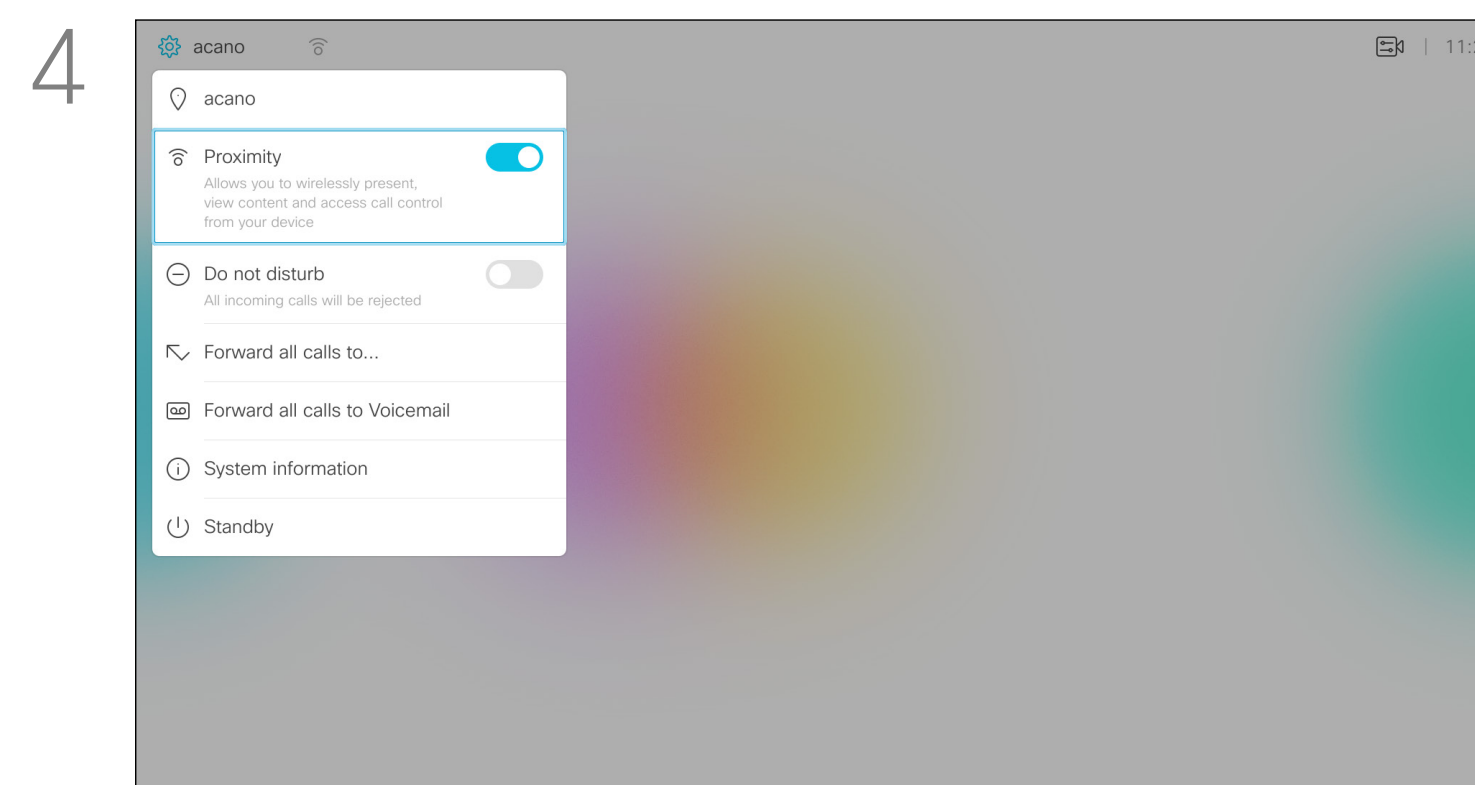 4
acano
11:
acano
Proximity
Allows you to wirelessly present,
view content and access call control
from your device
Do not disturb
All incoming calls will be rejected
Forward all calls to...
Forward all calls to Voicemail
System information
Standby